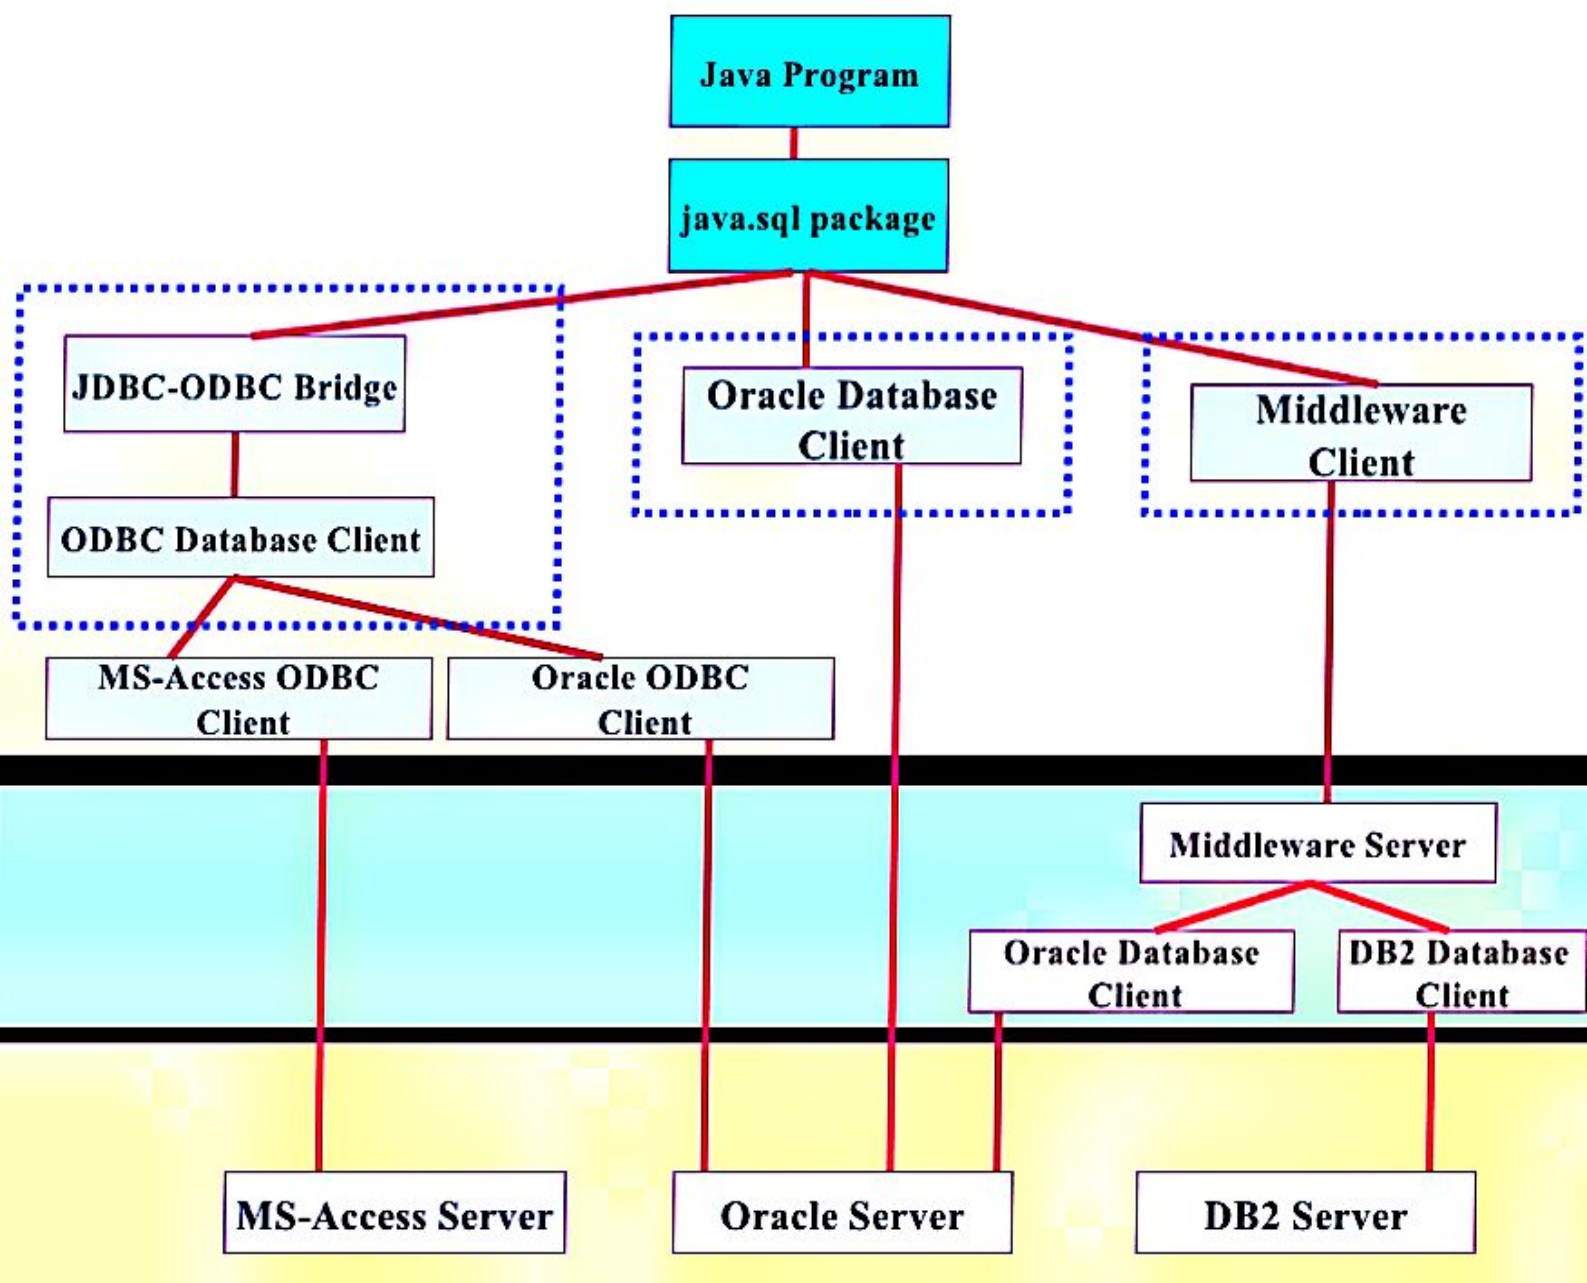 Java Program
java.sql package
JDBC-ODBC Bridge
Oracle Database
Client
Middleware
Client
ODBC Database Client
MS-Access ODBC
Client
Oracle ODBC
Client
Middleware Server
Oracle Database
Client
DB2 Database
Client
MS-Access Server
Oracle Server
DB2 Server